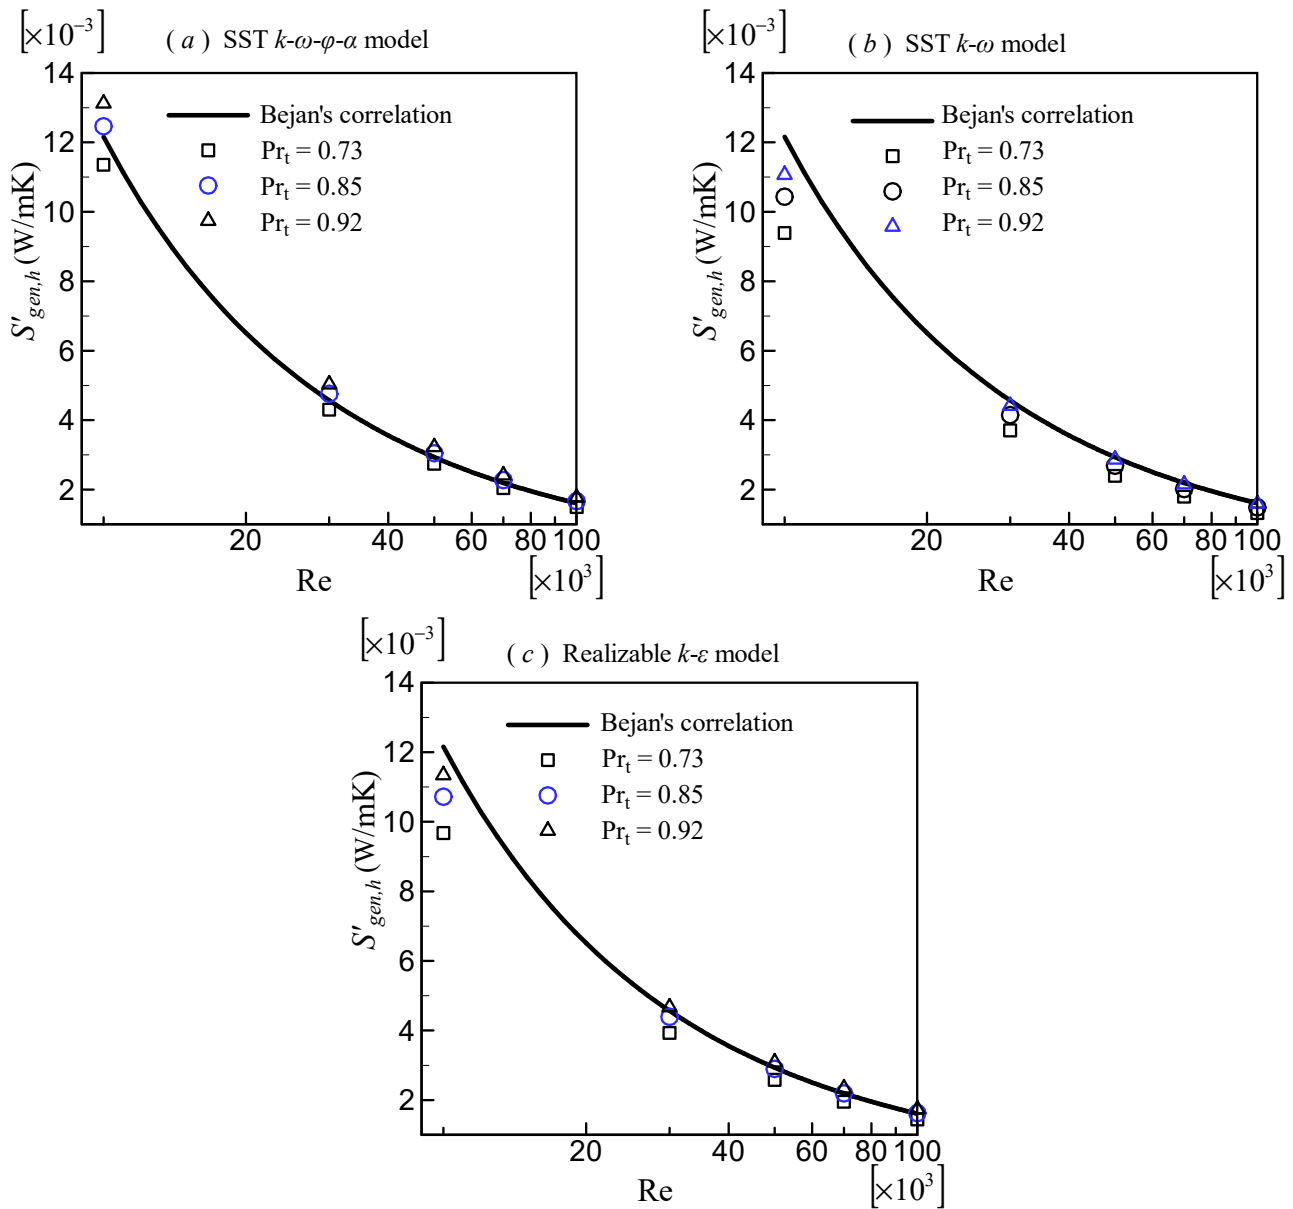 [×10⁻³]
( a ) SST k-ω-φ-α model
14
12
10
8
6
4
2
S'gen,h (W/mK)
Bejan's correlation
Prt = 0.73
Prt = 0.85
Prt = 0.92
20 40 60 80 100
Re
[×10³]
[×10⁻³]
( b ) SST k-ω model
14
12
10
8
6
4
2
S'gen,h (W/mK)
Bejan's correlation
Prt = 0.73
Prt = 0.85
Prt = 0.92
20 40 60 80 100
Re
[×10³]
[×10⁻³]
( c ) Realizable k-ε model
14
12
10
8
6
4
2
S'gen,h (W/mK)
Bejan's correlation
Prt = 0.73
Prt = 0.85
Prt = 0.92
20 40 60 80 100
Re
[×10³]